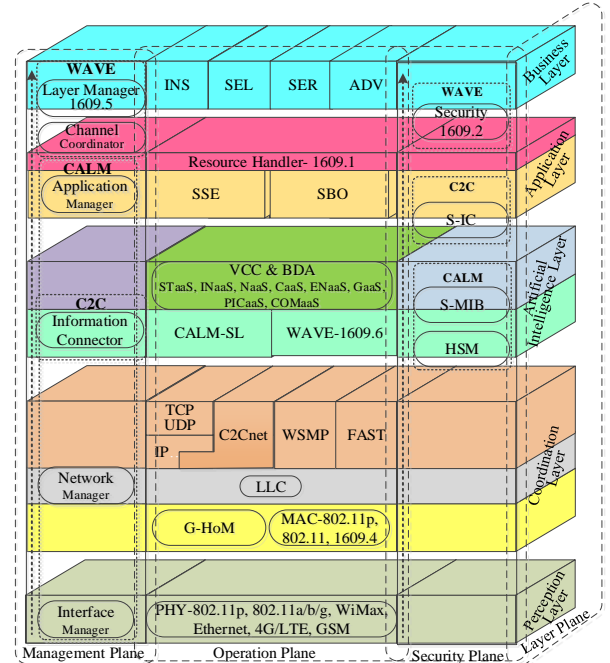 WAVE
Layer Manager
1609.5
INS
SEL
SER
ADV
WAVE
Security
1609.2
Business
Layer
Channel
Coordinator
Resource Handler- 1609.1
CALM
Application
Manager
SSE
SBO
C2C
S-IC
Application
Layer
VCC & BDA
STaaS, INaaS, NaaS, CaaS, ENaaS, GaaS,
PICaaS, COMaaS
CALM
S-MIB
Artificial
Intelligence Layer
C2C
Information
Connector
CALM-SL
WAVE-1609.6
HSM
TCP
UDP
IP...
C2Cnet
WSMP
FAST
Coordination
Layer
Network
Manager
LLC
G-HoM
MAC-802.11p,
802.11, 1609.4
Interface
Manager
PHY-802.11p, 802.11a/b/g, WiMax,
Ethernet, 4G/LTE, GSM
Perception
Layer
Layer Plane
Management Plane
Operation Plane
Security Plane